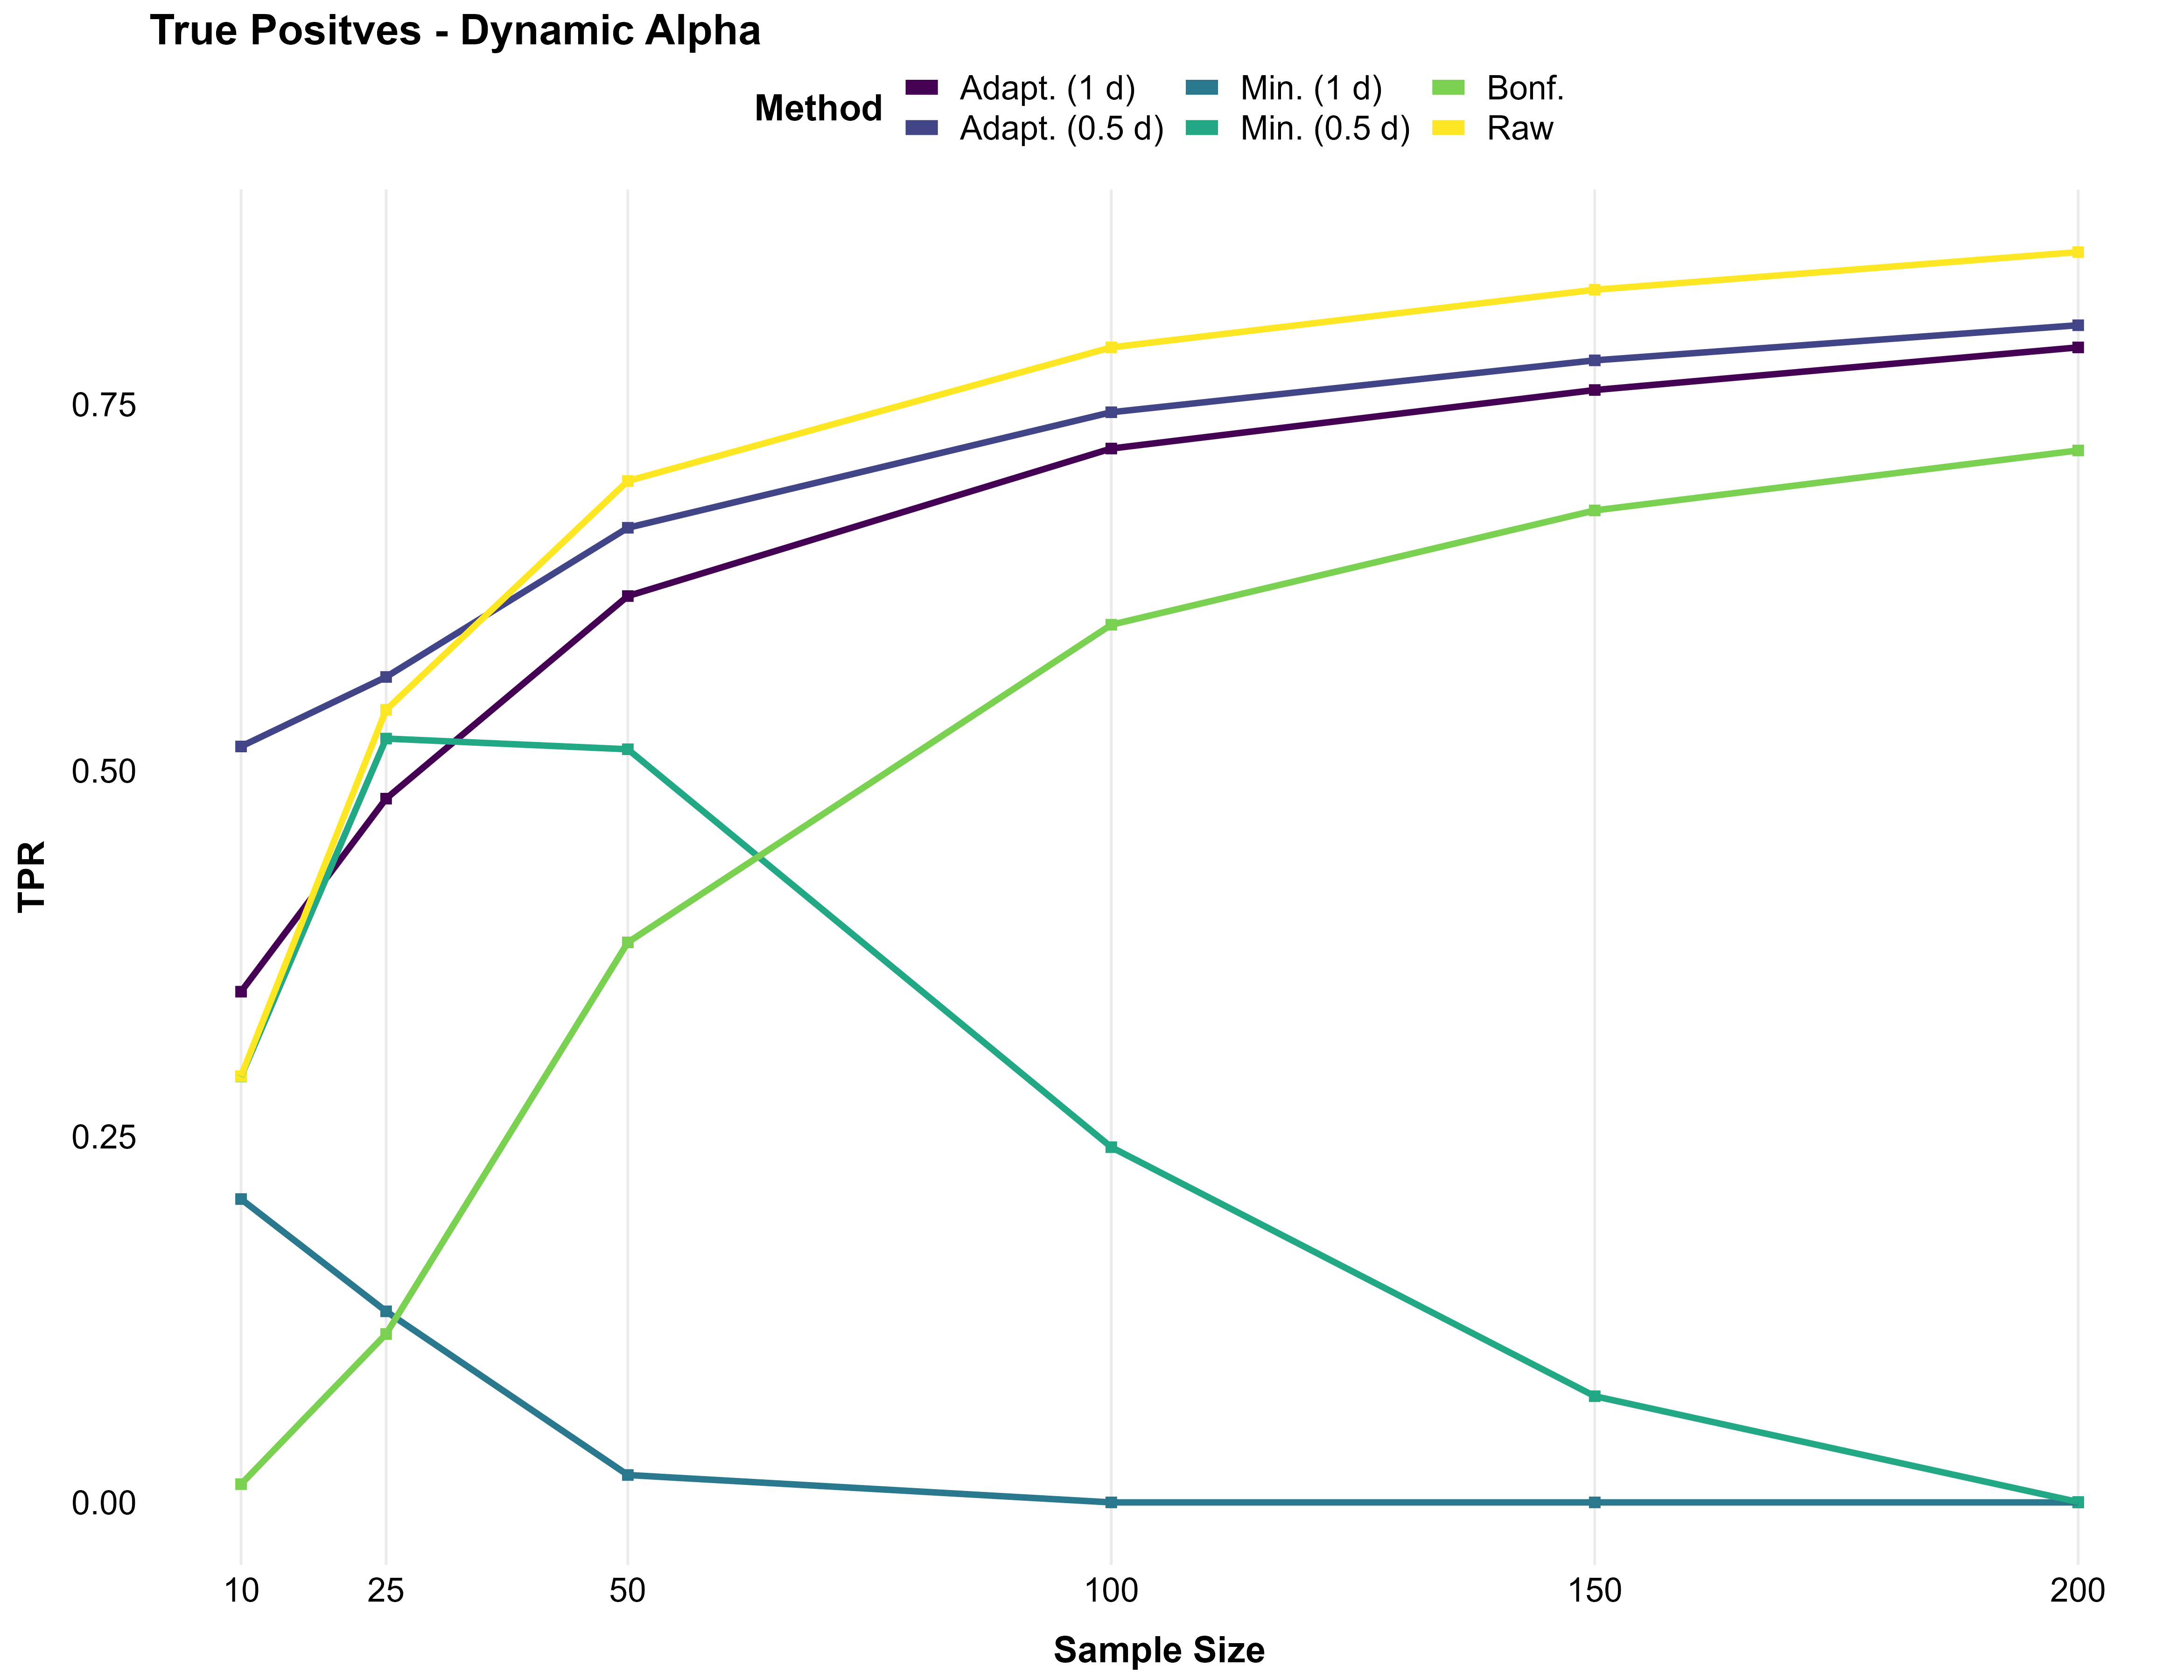 True Positves - Dynamic Alpha
Method
Adapt. (1 d) Min. (1 d) Bonf.
Adapt. (0.5 d) Min. (0.5 d) Raw
0.75
0.50
0.25
0.00
TPR
10 25 50 100 150 200
Sample Size